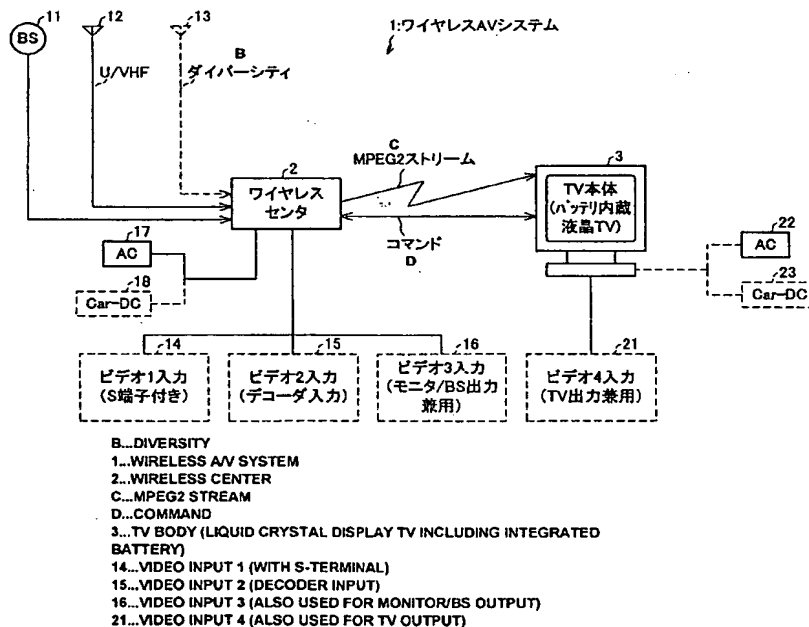 11
12
13
1:ワイヤレスAVシステム
BS
B
U/VHF
ダイバーシティ
C
MPEG2ストリーム
2
3
ワイヤレス
センタ
TV本体
(バッテリ内蔵
液晶TV)
コマンド
D
17
AC
18
Car-DC
22
AC
23
Car-DC
14
15
16
21
ビデオ1入力
(S端子付き)
ビデオ2入力
(デコーダ入力)
ビデオ3入力
(モニタ/BS出力
兼用)
ビデオ4入力
(TV出力兼用)
B...DIVERSITY
1...WIRELESS A/V SYSTEM
2...WIRELESS CENTER
C...MPEG2 STREAM
D...COMMAND
3...TV BODY (LIQUID CRYSTAL DISPLAY TV INCLUDING INTEGRATED
BATTERY)
14...VIDEO INPUT 1 (WITH S-TERMINAL)
15...VIDEO INPUT 2 (DECODER INPUT)
16...VIDEO INPUT 3 (ALSO USED FOR MONITOR/BS OUTPUT)
21...VIDEO INPUT 4 (ALSO USED FOR TV OUTPUT)